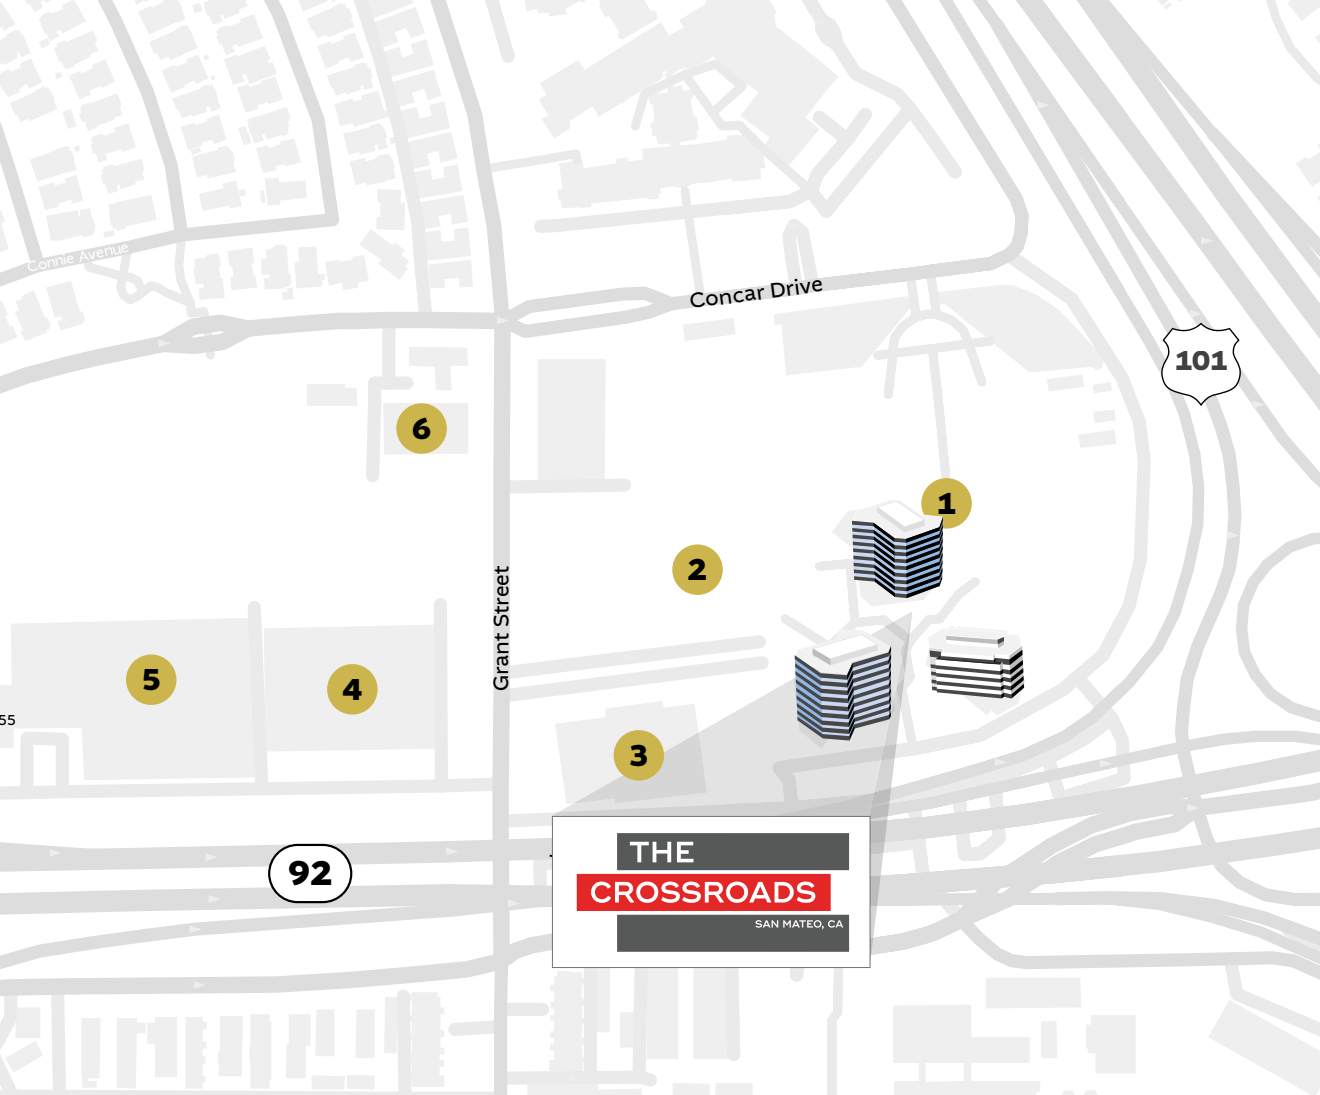 Connie Avenue
Concar Drive
101
6
1
2
Grant Street
5
4
55
3
92
THE
CROSSROADS
SAN MATEO, CA